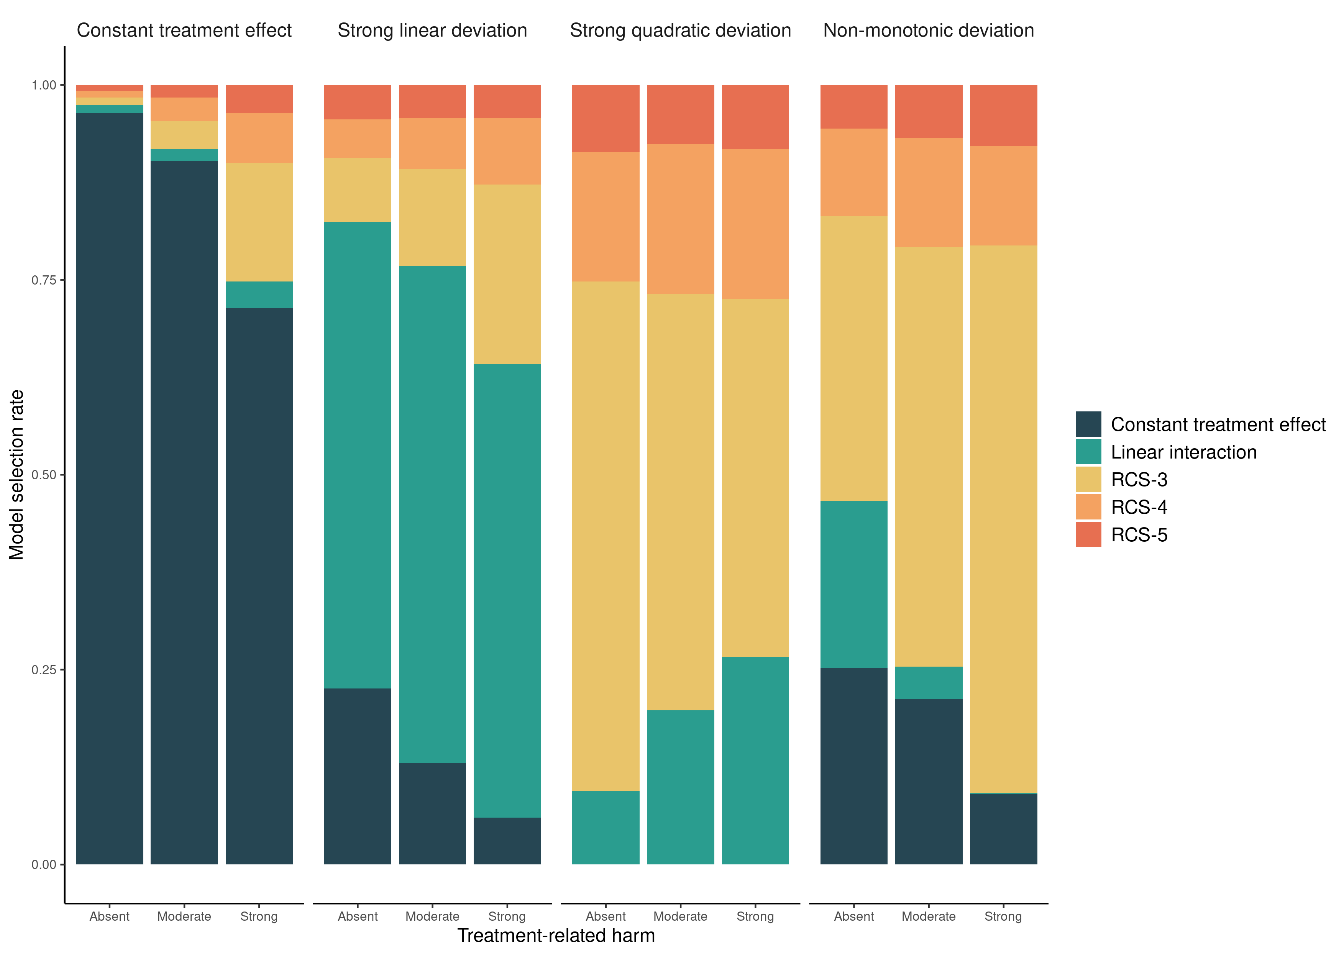 Constant treatment effect
Strong linear deviation
Strong quadratic deviation
Non-monotonic deviation
1.00
0.75
0.50
0.25
0.00
Model selection rate
Absent
Moderate
Strong
Absent
Moderate
Strong
Absent
Moderate
Strong
Absent
Moderate
Strong
Treatment-related harm
Constant treatment effect
Linear interaction
RCS-3
RCS-4
RCS-5